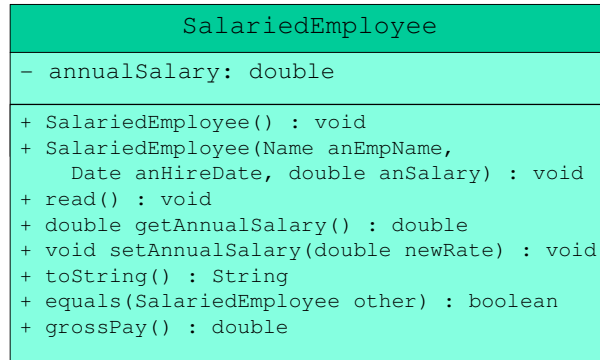 SalariedEmployee
- annualSalary: double
+ SalariedEmployee() : void
+ SalariedEmployee(Name anEmpName,
Date anHireDate, double anSalary) : void
+ read() : void
+ double getAnnualSalary() : double
+ void setAnnualSalary(double newRate) : void
+ toString() : String
+ equals(SalariedEmployee other) : boolean
+ grossPay() : double